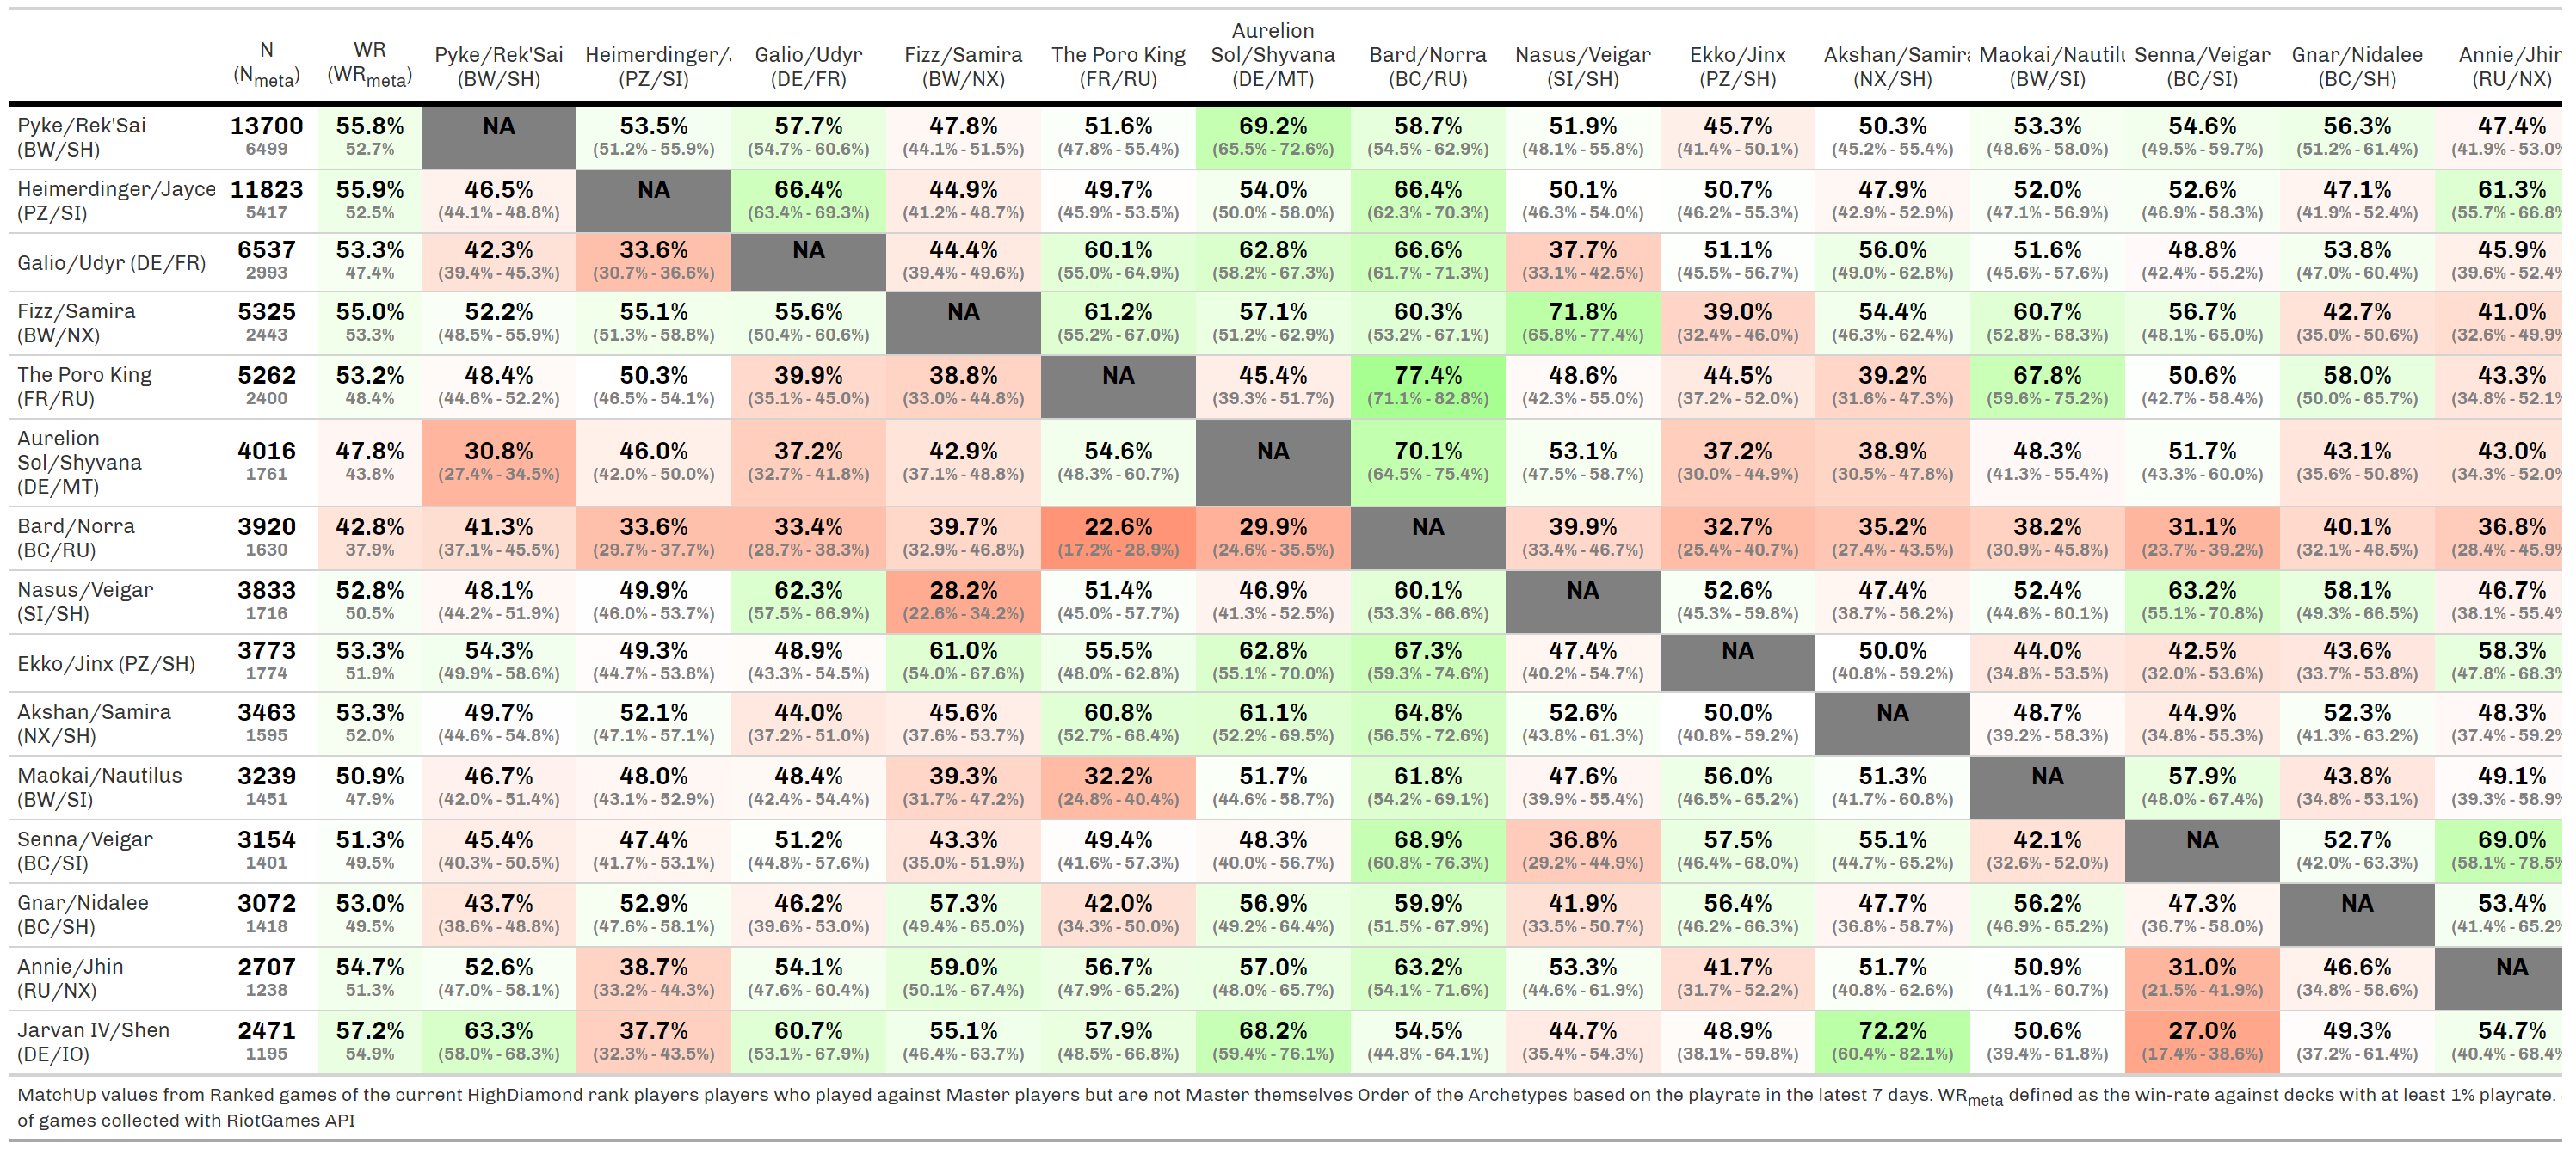 N WR Pyke/Rek'Sai Heimerdinger/ Galio/Udyr Fizz/Samira The Poro King Aurelion Sol/Shyvana Bard/Norra Nasus/Veigar Ekko/Jinx Akshan/Samira Maokai/Nautilu Senna/Veigar Gnar/Nidalee Annie/Jhin
(Nmeta) (WRmeta) (BW/SH) (PZ/SI) (DE/FR) (BW/NX) (FR/RU) (DE/MT) (BC/RU) (SI/SH) (PZ/SH) (NX/SH) (BW/SI) (BC/SI) (BC/SH) (RU/NX)
Pyke/Rek'Sai 13700 55.8% NA 53.5% 57.7% 47.8% 51.6% 69.2% 58.7% 51.9% 45.7% 50.3% 53.3% 54.6% 56.3% 47.4%
(BW/SH) 6499 52.7% (51.2% - 55.9%) (54.7% - 60.6%) (44.1% - 51.5%) (47.8% - 55.4%) (65.5% - 72.6%) (54.5% - 62.9%) (48.1% - 55.8%) (41.4% - 50.1%) (45.2% - 55.4%) (48.6% - 58.0%) (49.5% - 59.7%) (51.2% - 61.4%) (41.9% - 53.0%
Heimerdinger/Jayce 11823 55.9% 46.5% NA 66.4% 44.9% 49.7% 54.0% 66.4% 50.1% 50.7% 47.9% 52.0% 52.6% 47.1% 61.3%
(PZ/SI) 5417 52.5% (44.1% - 48.8%) (63.4% - 69.3%) (41.2% - 48.7%) (45.9% - 53.5%) (50.0% - 58.0%) (62.3% - 70.3%) (46.3% - 54.0%) (46.2% - 55.3%) (42.9% - 52.9%) (47.1% - 56.9%) (46.9% - 58.3%) (41.9% - 52.4%) (55.7% - 66.8%
Galio/Udyr (DE/FR) 6537 53.3% 42.3% 33.6% NA 44.4% 60.1% 62.8% 66.6% 37.7% 51.1% 56.0% 51.6% 48.8% 53.8% 45.9%
2993 47.4% (39.4% - 45.3%) (30.7% - 36.6%) (39.4% - 49.6%) (55.0% - 64.9%) (58.2% - 67.3%) (61.7% - 71.3%) (33.1% - 42.5%) (45.5% - 56.7%) (49.0% - 62.8%) (45.6% - 57.6%) (42.4% - 55.2%) (47.0% - 60.4%) (39.6% - 52.4%
Fizz/Samira 5325 55.0% 52.2% 55.1% 55.6% NA 61.2% 57.1% 60.3% 71.8% 39.0% 54.4% 60.7% 56.7% 42.7% 41.0%
(BW/NX) 2443 53.3% (48.5% - 55.9%) (51.3% - 58.8%) (50.4% - 60.6%) (55.2% - 67.0%) (51.2% - 62.9%) (53.2% - 67.1%) (65.8% - 77.4%) (32.4% - 46.0%) (46.3% - 62.4%) (52.8% - 68.3%) (48.1% - 65.0%) (35.0% - 50.6%) (32.6% - 49.9%
The Poro King 5262 53.2% 48.4% 50.3% 39.9% 38.8% NA 45.4% 77.4% 48.6% 44.5% 39.2% 67.8% 50.6% 58.0% 43.3%
(FR/RU) 2400 48.4% (44.6% - 52.2%) (46.5% - 54.1%) (35.1% - 45.0%) (33.0% - 44.8%) (39.3% - 51.7%) (71.1% - 82.8%) (42.3% - 55.0%) (37.2% - 52.0%) (31.6% - 47.3%) (59.6% - 75.2%) (42.7% - 58.4%) (50.0% - 65.7%) (34.8% - 52.1%
Aurelion
Sol/Shyvana 4016 47.8% 30.8% 46.0% 37.2% 42.9% 54.6% NA 70.1% 53.1% 37.2% 38.9% 48.3% 51.7% 43.1% 43.0%
(DE/MT) 1761 43.8% (27.4% - 34.5%) (42.0% - 50.0%) (32.7% - 41.8%) (37.1% - 48.8%) (48.3% - 60.7%) (64.5% - 75.4%) (47.5% - 58.7%) (30.0% - 44.9%) (30.5% - 47.8%) (41.3% - 55.4%) (43.3% - 60.0%) (35.6% - 50.8%) (34.3% - 52.0%
Bard/Norra 3920 42.8% 41.3% 33.6% 33.4% 39.7% 22.6% 29.9% NA 39.9% 32.7% 35.2% 38.2% 31.1% 40.1% 36.8%
(BC/RU) 1630 37.9% (37.1% - 45.5%) (29.7% - 37.7%) (28.7% - 38.3%) (32.9% - 46.8%) (17.2% - 28.9%) (24.6% - 35.5%) (33.4% - 46.7%) (25.4% - 40.7%) (27.4% - 43.5%) (30.9% - 45.8%) (23.7% - 39.2%) (32.1% - 48.5%) (28.4% - 45.9%
Nasus/Veigar 3833 52.8% 48.1% 49.9% 62.3% 28.2% 51.4% 46.9% 60.1% NA 52.6% 47.4% 52.4% 63.2% 58.1% 46.7%
(SI/SH) 1716 50.5% (44.2% - 51.9%) (46.0% - 53.7%) (57.5% - 66.9%) (22.6% - 34.2%) (45.0% - 57.7%) (41.3% - 52.5%) (53.3% - 66.6%) (45.3% - 59.8%) (38.7% - 56.2%) (44.6% - 60.1%) (55.1% - 70.8%) (49.3% - 66.5%) (38.1% - 55.4%
Ekko/Jinx (PZ/SH) 3773 53.3% 54.3% 49.3% 48.9% 61.0% 55.5% 62.8% 67.3% 47.4% NA 50.0% 44.0% 42.5% 43.6% 58.3%
1774 51.9% (49.9% - 58.6%) (44.7% - 53.8%) (43.3% - 54.5%) (54.0% - 67.6%) (48.0% - 62.8%) (55.1% - 70.0%) (59.3% - 74.6%) (40.2% - 54.7%) (40.8% - 59.2%) (34.8% - 53.5%) (32.0% - 53.6%) (33.7% - 53.8%) (47.8% - 68.3%
Akshan/Samira 3463 53.3% 49.7% 52.1% 44.0% 45.6% 60.8% 61.1% 64.8% 52.6% 50.0% NA 48.7% 44.9% 52.3% 48.3%
(NX/SH) 1595 52.0% (44.6% - 54.8%) (47.1% - 57.1%) (37.2% - 51.0%) (37.6% - 53.7%) (52.7% - 68.4%) (52.2% - 69.5%) (56.5% - 72.6%) (43.8% - 61.3%) (40.8% - 59.2%) (39.2% - 58.3%) (34.8% - 55.3%) (41.3% - 63.2%) (37.4% - 59.2%
Maokai/Nautilus 3239 50.9% 46.7% 48.0% 48.4% 39.3% 32.2% 51.7% 61.8% 47.6% 56.0% 51.3% NA 57.9% 43.8% 49.1%
(BW/SI) 1451 47.9% (42.0% - 51.4%) (43.1% - 52.9%) (42.4% - 54.4%) (31.7% - 47.2%) (24.8% - 40.4%) (44.6% - 58.7%) (54.2% - 69.1%) (39.9% - 55.4%) (46.5% - 65.2%) (41.7% - 60.8%) (48.0% - 67.4%) (34.8% - 53.1%) (39.3% - 58.9%
Senna/Veigar 3154 51.3% 45.4% 47.4% 51.2% 43.3% 49.4% 48.3% 68.9% 36.8% 57.5% 55.1% 42.1% NA 52.7% 69.0%
(BC/SI) 1401 49.5% (40.3% - 50.5%) (41.7% - 53.1%) (44.8% - 57.6%) (35.0% - 51.9%) (41.6% - 57.3%) (40.0% - 56.7%) (60.8% - 76.3%) (29.2% - 44.9%) (46.4% - 68.0%) (44.7% - 65.2%) (32.6% - 52.0%) (42.0% - 63.3%) (58.1% - 78.5%
Gnar/Nidalee 3072 53.0% 43.7% 52.9% 46.2% 57.3% 42.0% 56.9% 59.9% 41.9% 56.4% 47.7% 56.2% 47.3% NA 53.4%
(BC/SH) 1418 49.5% (38.6% - 48.8%) (47.6% - 58.1%) (39.6% - 53.0%) (49.4% - 65.0%) (34.3% - 50.0%) (49.2% - 64.4%) (51.5% - 67.9%) (33.5% - 50.7%) (46.2% - 66.3%) (36.8% - 58.7%) (46.9% - 65.2%) (36.7% - 58.0%) (41.4% - 65.2%
Annie/Jhin 2707 54.7% 52.6% 38.7% 54.1% 59.0% 56.7% 57.0% 63.2% 53.3% 41.7% 51.7% 50.9% 31.0% 46.6% NA
(RU/NX) 1238 51.3% (47.0% - 58.1%) (33.2% - 44.3%) (47.6% - 60.4%) (50.1% - 67.4%) (47.9% - 65.2%) (48.0% - 65.7%) (54.1% - 71.6%) (44.6% - 61.9%) (31.7% - 52.2%) (40.8% - 62.6%) (41.1% - 60.7%) (21.5% - 41.9%) (34.8% - 58.6%)
Jarvan IV/Shen 2471 57.2% 63.3% 37.7% 60.7% 55.1% 57.9% 68.2% 54.5% 44.7% 48.9% 72.2% 50.6% 27.0% 49.3% 54.7%
(DE/IO) 1195 54.9% (58.0% - 68.3%) (32.3% - 43.5%) (53.1% - 67.9%) (46.4% - 63.7%) (48.5% - 66.8%) (59.4% - 76.1%) (44.8% - 64.1%) (35.4% - 54.3%) (38.1% - 59.8%) (60.4% - 82.1%) (39.4% - 61.8%) (17.4% - 38.6%) (37.2% - 61.4%) (40.4% - 68.4%
MatchUp values from Ranked games of the current HighDiamond rank players players who played against Master players but are not Master themselves Order of the Archetypes based on the playrate in the latest 7 days. WRmeta defined as the win-rate against decks with at least 1% playrate.
of games collected with RiotGames API